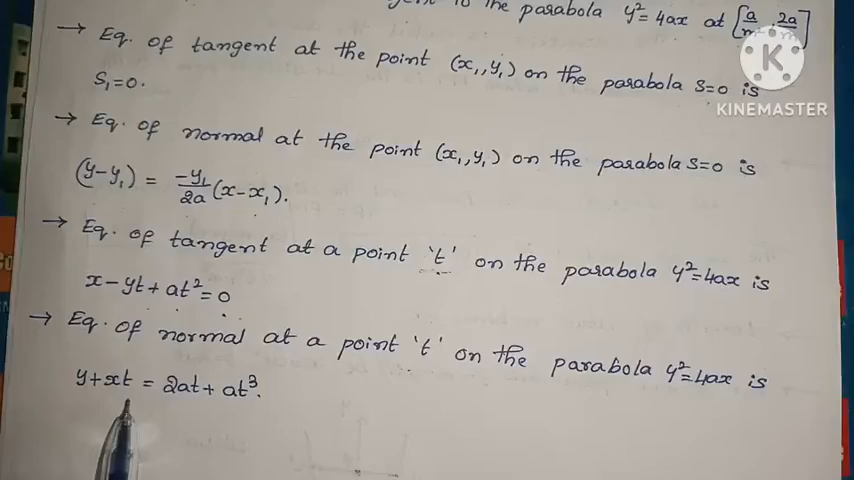 the parabola y²=4ax at [a/m, 2a/m]
→ Eq. of tangent at the point (x₁,y₁) on the parabola S=0 is
S₁=0.
KINEMASTER
→ Eq. of normal at the point (x₁,y₁) on the parabola S=0 is
(y-y₁) = -y₁/2a (x-x₁).
→ Eq. of tangent at a point 't' on the parabola y²=4ax is
x-yt+at²=0
→ Eq. of normal at a point 't' on the parabola y²=4ax is
y+xt = 2at+at³.